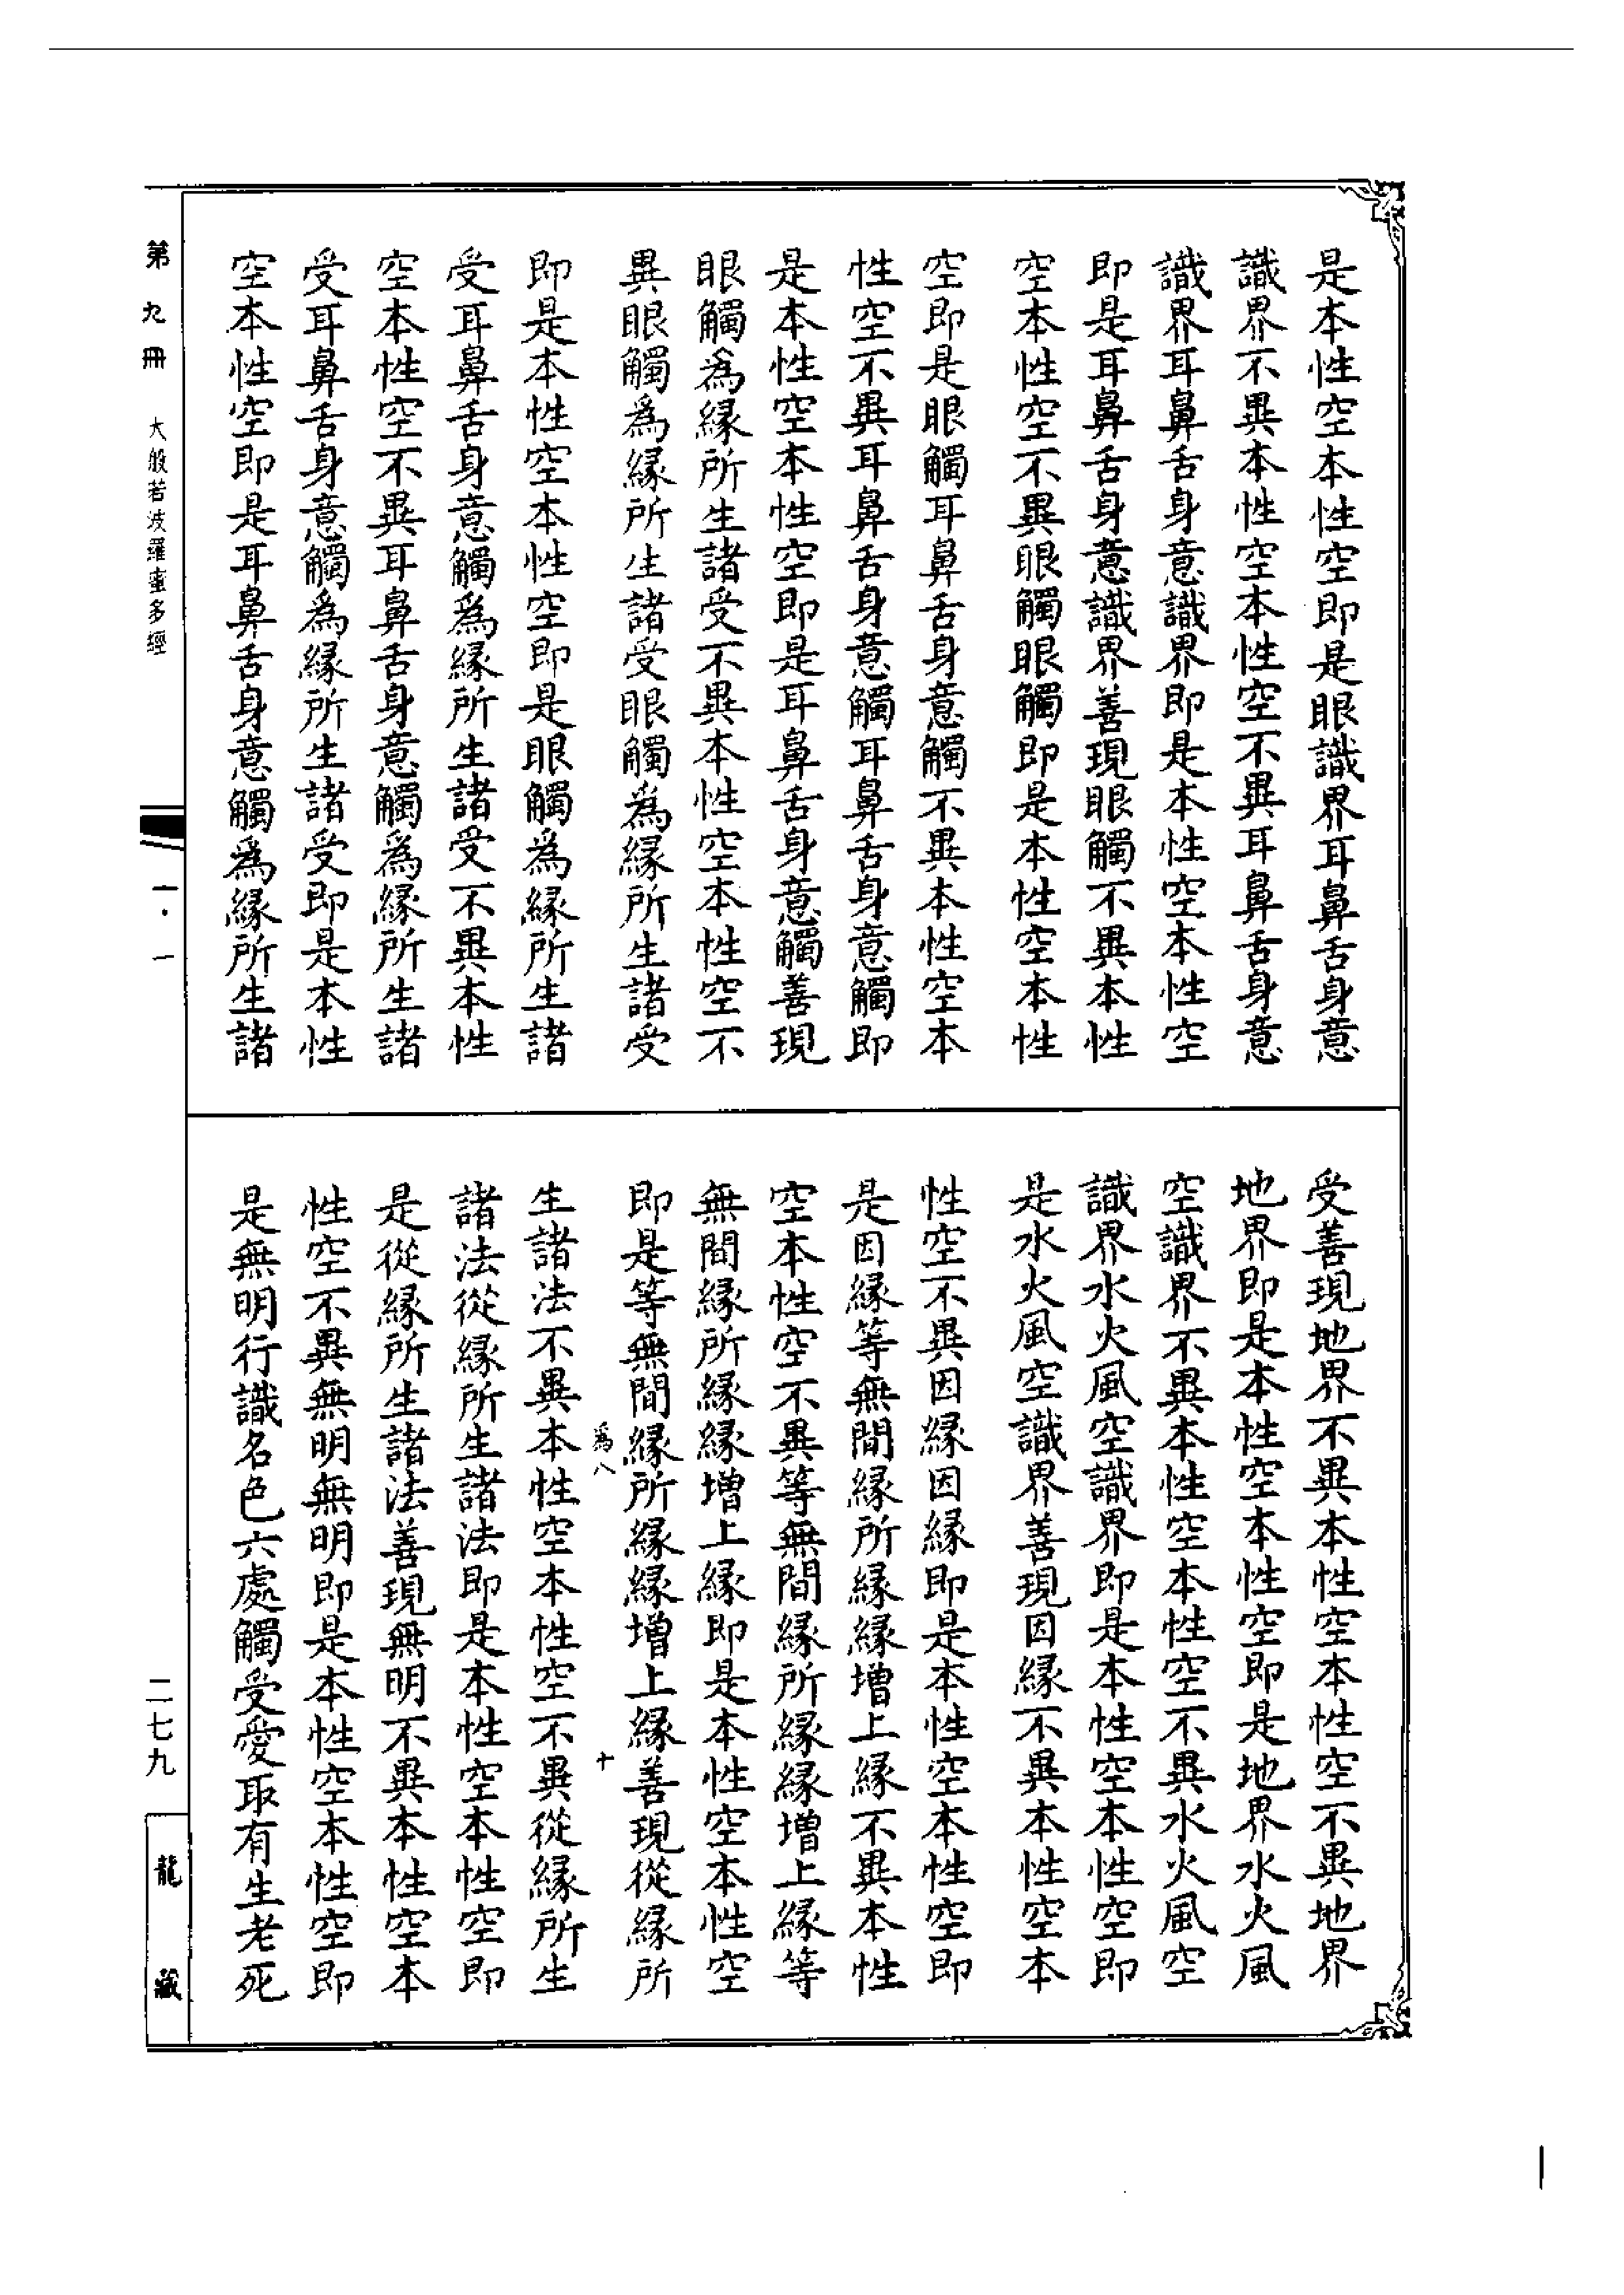 是本性空本性空即是眼識界耳鼻舌身意
識界不異本性空本性空不異耳鼻舌身意
識界耳鼻舌身意識界即是本性空本性空
即是耳鼻舌身意識界善現眼觸不異本性
空本性空不異眼觸眼觸即是本性空本性
空即是眼觸耳鼻舌身意觸不異本性空本
性空不異耳鼻舌身意觸耳鼻舌身意觸即
是本性空本性空即是耳鼻舌身意觸善現
眼觸為緣所生諸受不異本性空本性空不
異眼觸為緣所生諸受眼觸為緣所生諸受
即是本性空本性空即是眼觸為緣所生諸
受耳鼻舌身意觸為緣所生諸受不異本性
空本性空不異耳鼻舌身意觸為緣所生諸
受耳鼻舌身意觸為緣所生諸受即是本性
空本性空即是耳鼻舌身意觸為緣所生諸
受善現地界不異本性空本性空不異地界
地界即是本性空本性空即是地界水火風
空識界不異本性空本性空不異水火風空
識界水火風空識界即是本性空本性空即
是水火風空識界善現因緣不異本性空本
性空不異因緣因緣即是本性空本性空即
是因緣等無間緣所緣緣增上緣不異本性
空本性空不異等無間緣所緣緣增上緣等
無間緣所緣緣增上緣即是本性空本性空
即是等無間緣所緣緣增上緣善現從緣所
為八 十
生諸法不異本性空本性空不異從緣所生
諸法從緣所生諸法即是本性空本性空即
是從緣所生諸法善現無明不異本性空本
性空不異無明無明即是本性空本性空即
是無明行識名色六處觸受愛取有生老死
第九冊 大般若波羅蜜多經
二七九
龍藏